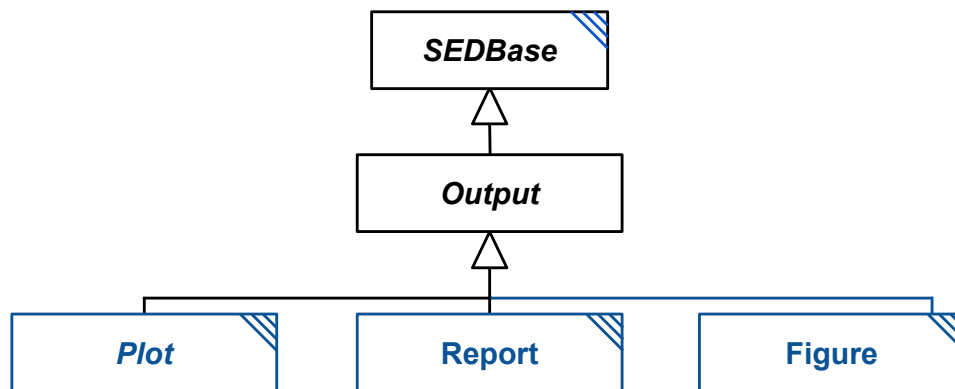 SEDBase
Output
Plot
Report
Figure